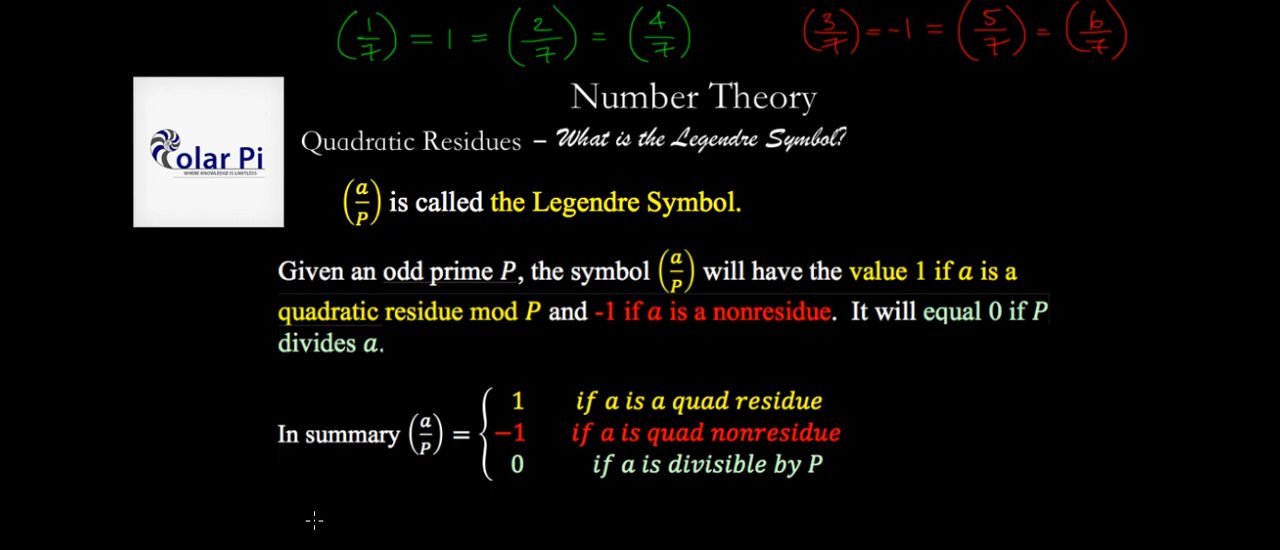 (1/7) = 1 = (2/7) = (4/7) (3/7) = -1 = (5/7) = (6/7)
Number Theory
olar Pi
WHERE KNOWLEDGE IS LIMITLESS
Quadratic Residues – What is the Legendre Symbol?
(a/P) is called the Legendre Symbol.
Given an odd prime P, the symbol (a/P) will have the value 1 if a is a
quadratic residue mod P and -1 if a is a nonresidue. It will equal 0 if P
divides a.
In summary (a/P) = { 1 if a is a quad residue
−1 if a is quad nonresidue
0 if a is divisible by P